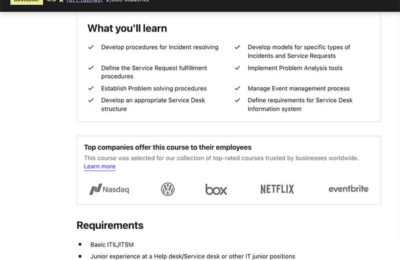 What you'll learn
Develop procedures for Incident resolving
Develop models for specific types of
Incidents and Service Requests
Define the Service Request fulfillment
procedures
Implement Problem Analysis tools
Establish Problem solving procedures
Manage Event management process
Develop an appropriate Service Desk
structure
Define requirements for Service Desk
Information system
Top companies offer this course to their employees
This course was selected for our collection of top-rated courses trusted by businesses worldwide.
Learn more
Nasdaq
box
NETFLIX
eventbrite
Requirements
Basic ITIL/ITSM
Junior experience at a Help desk/Service desk or other IT junior positions